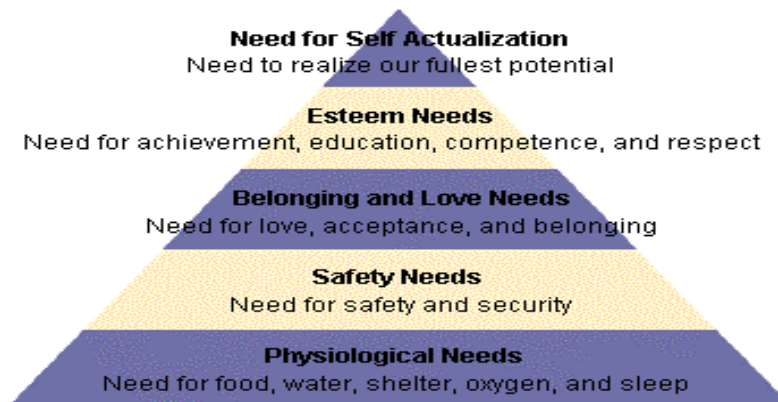 Need for Self Actualization
Need to realize our fullest potential
Esteem Needs
Need for achievement, education, competence, and respect
Belonging and Love Needs
Need for love, acceptance, and belonging
Safety Needs
Need for safety and security
Physiological Needs
Need for food, water, shelter, oxygen, and sleep